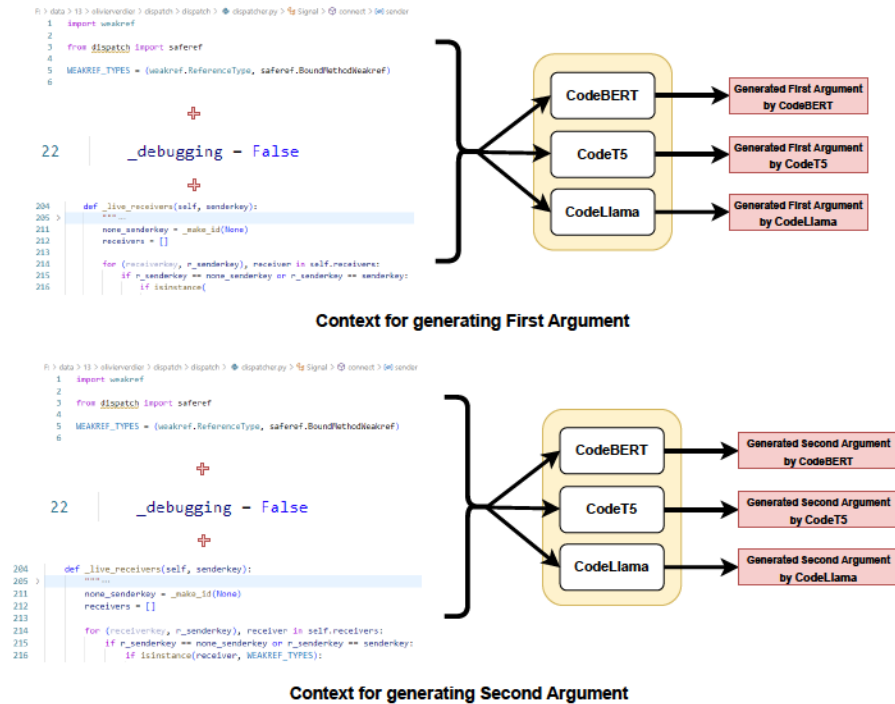 Fi > data > 13 > olivierverdier > dispatch > dispatch > dispatcher.py > Signal > connect > sender
1 import weakref
2
3 from dispatch import saferef
4
5 WEAKREF_TYPES = (weakref.ReferenceType, saferef.BoundMethodWeakref)
6
22 _debugging = False
204 def _live_receivers(self, senderkey):
205 > """...
211 none_senderkey = _make_id(None)
212 receivers = []
213
214 for (receiverkey, r_senderkey), receiver in self.receivers:
215 if r_senderkey == none_senderkey or r_senderkey == senderkey:
216 if isinstance(
CodeBERT
CodeT5
CodeLlama
Generated First Argument
by CodeBERT
Generated First Argument
by CodeT5
Generated First Argument
by CodeLlama
Context for generating First Argument
Fi > data > 13 > olivierverdier > dispatch > dispatch > dispatcher.py > Signal > connect > sender
1 import weakref
2
3 from dispatch import saferef
4
5 WEAKREF_TYPES = (weakref.ReferenceType, saferef.BoundMethodWeakref)
6
22 _debugging = False
204 def _live_receivers(self, senderkey):
205 > """...
211 none_senderkey = _make_id(None)
212 receivers = []
213
214 for (receiverkey, r_senderkey), receiver in self.receivers:
215 if r_senderkey == none_senderkey or r_senderkey == senderkey:
216 if isinstance(receiver, WEAKREF_TYPES):
CodeBERT
CodeT5
CodeLlama
Generated Second Argument
by CodeBERT
Generated Second Argument
by CodeT5
Generated Second Argument
by CodeLlama
Context for generating Second Argument